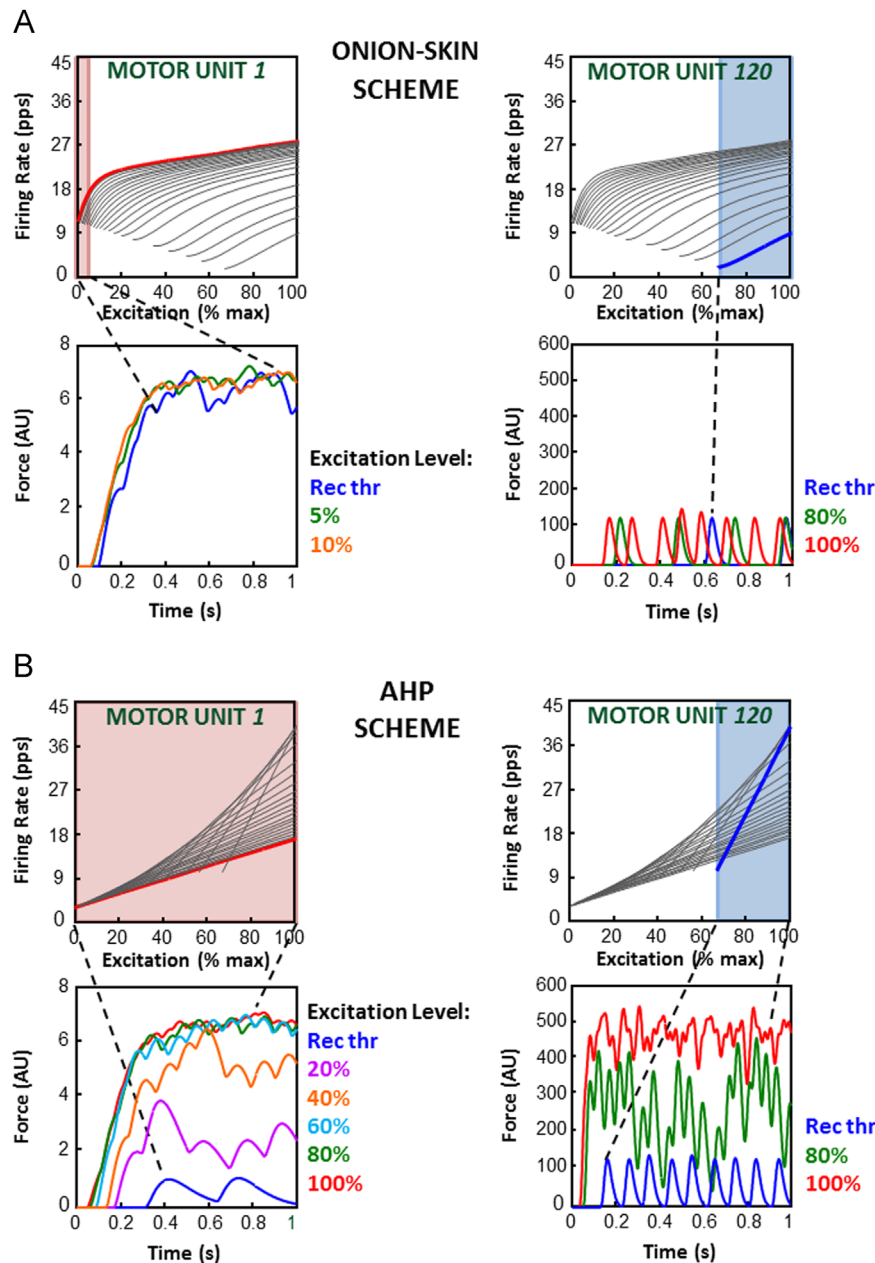 A
ONION-SKIN
SCHEME
MOTOR UNIT 1
Firing Rate (pps)
45
36
27
18
9
0
0 20 40 60 80 100
Excitation (% max)
MOTOR UNIT 120
Firing Rate (pps)
45
36
27
18
9
0
0 20 40 60 80 100
Excitation (% max)
Force (AU)
8
6
4
2
0
0 0.2 0.4 0.6 0.8 1
Time (s)
Excitation Level:
Rec thr
5%
10%
Force (AU)
600
500
400
300
200
100
0
0 0.2 0.4 0.6 0.8 1
Time (s)
Rec thr
80%
100%
B
AHP
SCHEME
MOTOR UNIT 1
Firing Rate (pps)
45
36
27
18
9
0
0 20 40 60 80 100
Excitation (% max)
MOTOR UNIT 120
Firing Rate (pps)
45
36
27
18
9
0
0 20 40 60 80 100
Excitation (% max)
Force (AU)
8
6
4
2
0
0 0.2 0.4 0.6 0.8 1
Time (s)
Excitation Level:
Rec thr
20%
40%
60%
80%
100%
Force (AU)
600
500
400
300
200
100
0
0 0.2 0.4 0.6 0.8 1
Time (s)
Rec thr
80%
100%